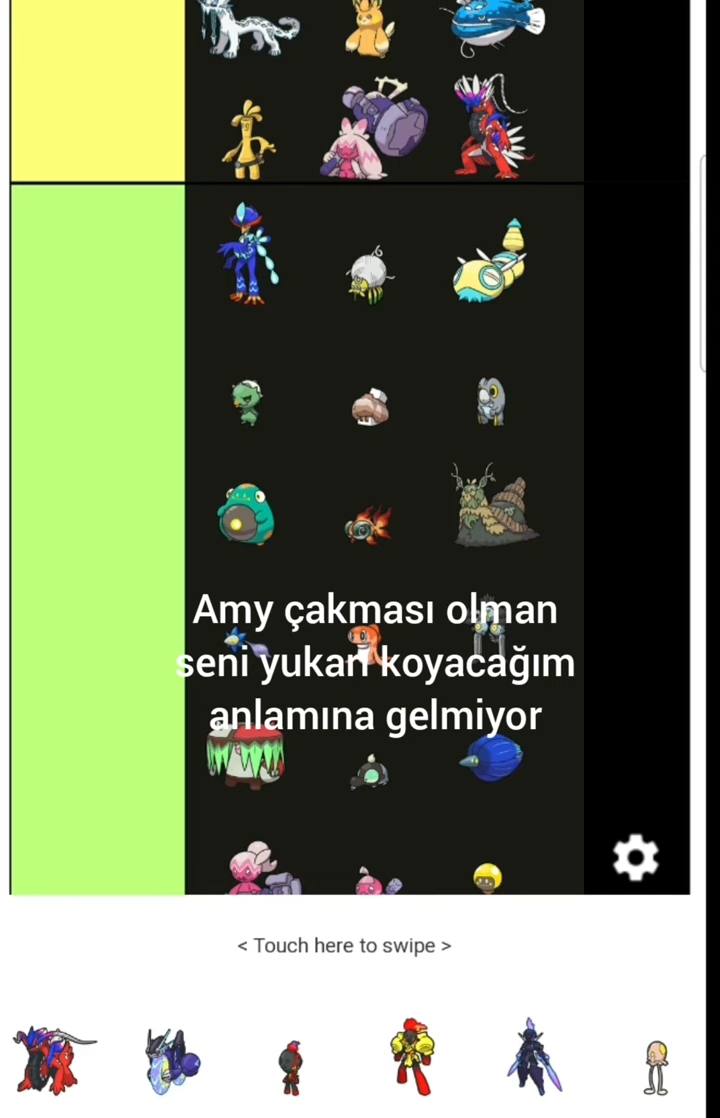 Amy çakması olman
seni yukarı koyacağım
anlamına gelmiyor
< Touch here to swipe >